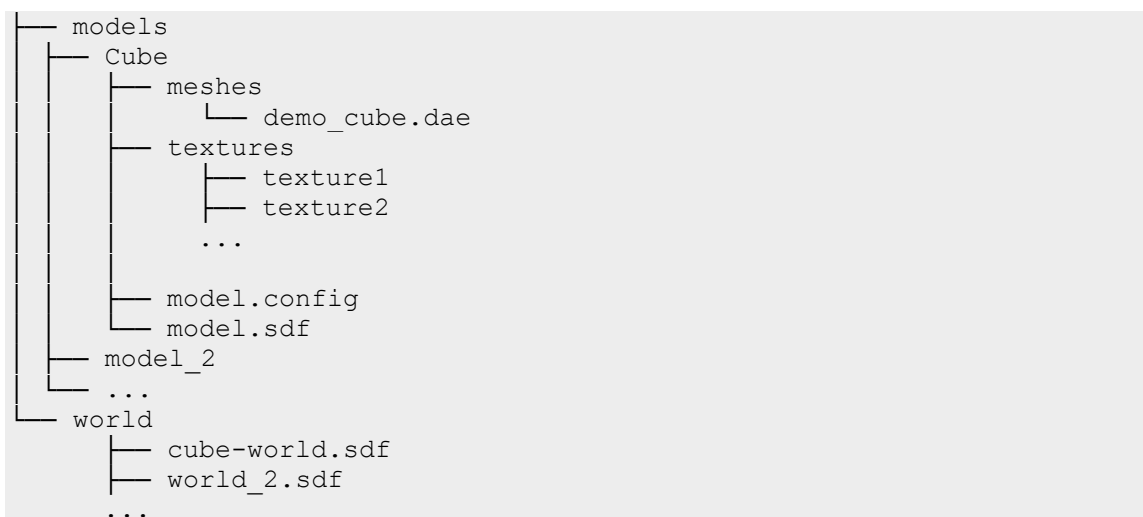 ├── models
│ ├── Cube
│ │ ├── meshes
│ │ │ └── demo_cube.dae
│ │ ├── textures
│ │ │ ├── texture1
│ │ │ ├── texture2
│ │ │ ...
│ │ │
│ │ ├── model.config
│ │ └── model.sdf
│ ├── model_2
│ └── ...
└── world
├── cube-world.sdf
├── world_2.sdf
...